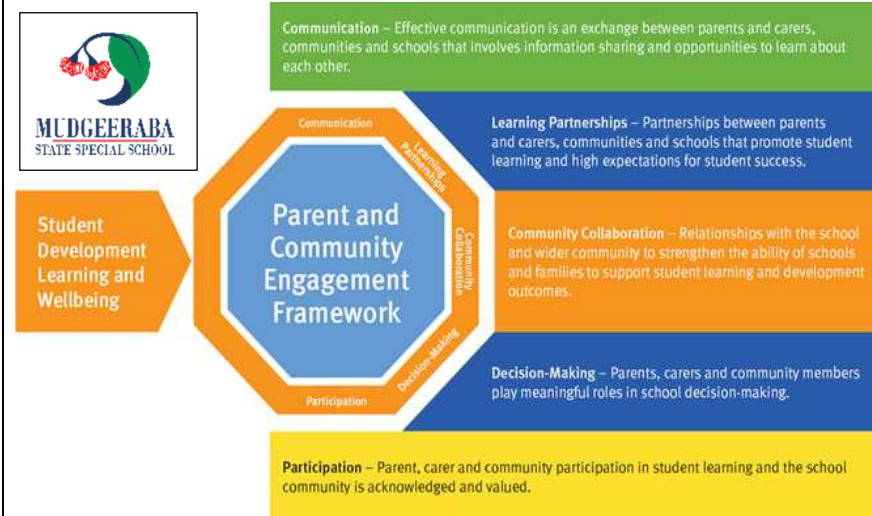 MUDGEERABA
STATE SPECIAL SCHOOL
Communication – Effective communication is an exchange between parents and carers,
communities and schools that involves information sharing and opportunities to learn about
each other.
Student
Development
Learning and
Wellbeing
Parent and
Community
Engagement
Framework
Communication
Learning
Partnerships
Community
Collaboration
Decision-Making
Participation
Learning Partnerships – Partnerships between parents
and carers, communities and schools that promote student
learning and high expectations for student success.
Community Collaboration – Relationships with the school
and wider community to strengthen the ability of schools
and families to support student learning and development
outcomes.
Decision-Making – Parents, carers and community members
play meaningful roles in school decision-making.
Participation – Parent, carer and community participation in student learning and the school
community is acknowledged and valued.